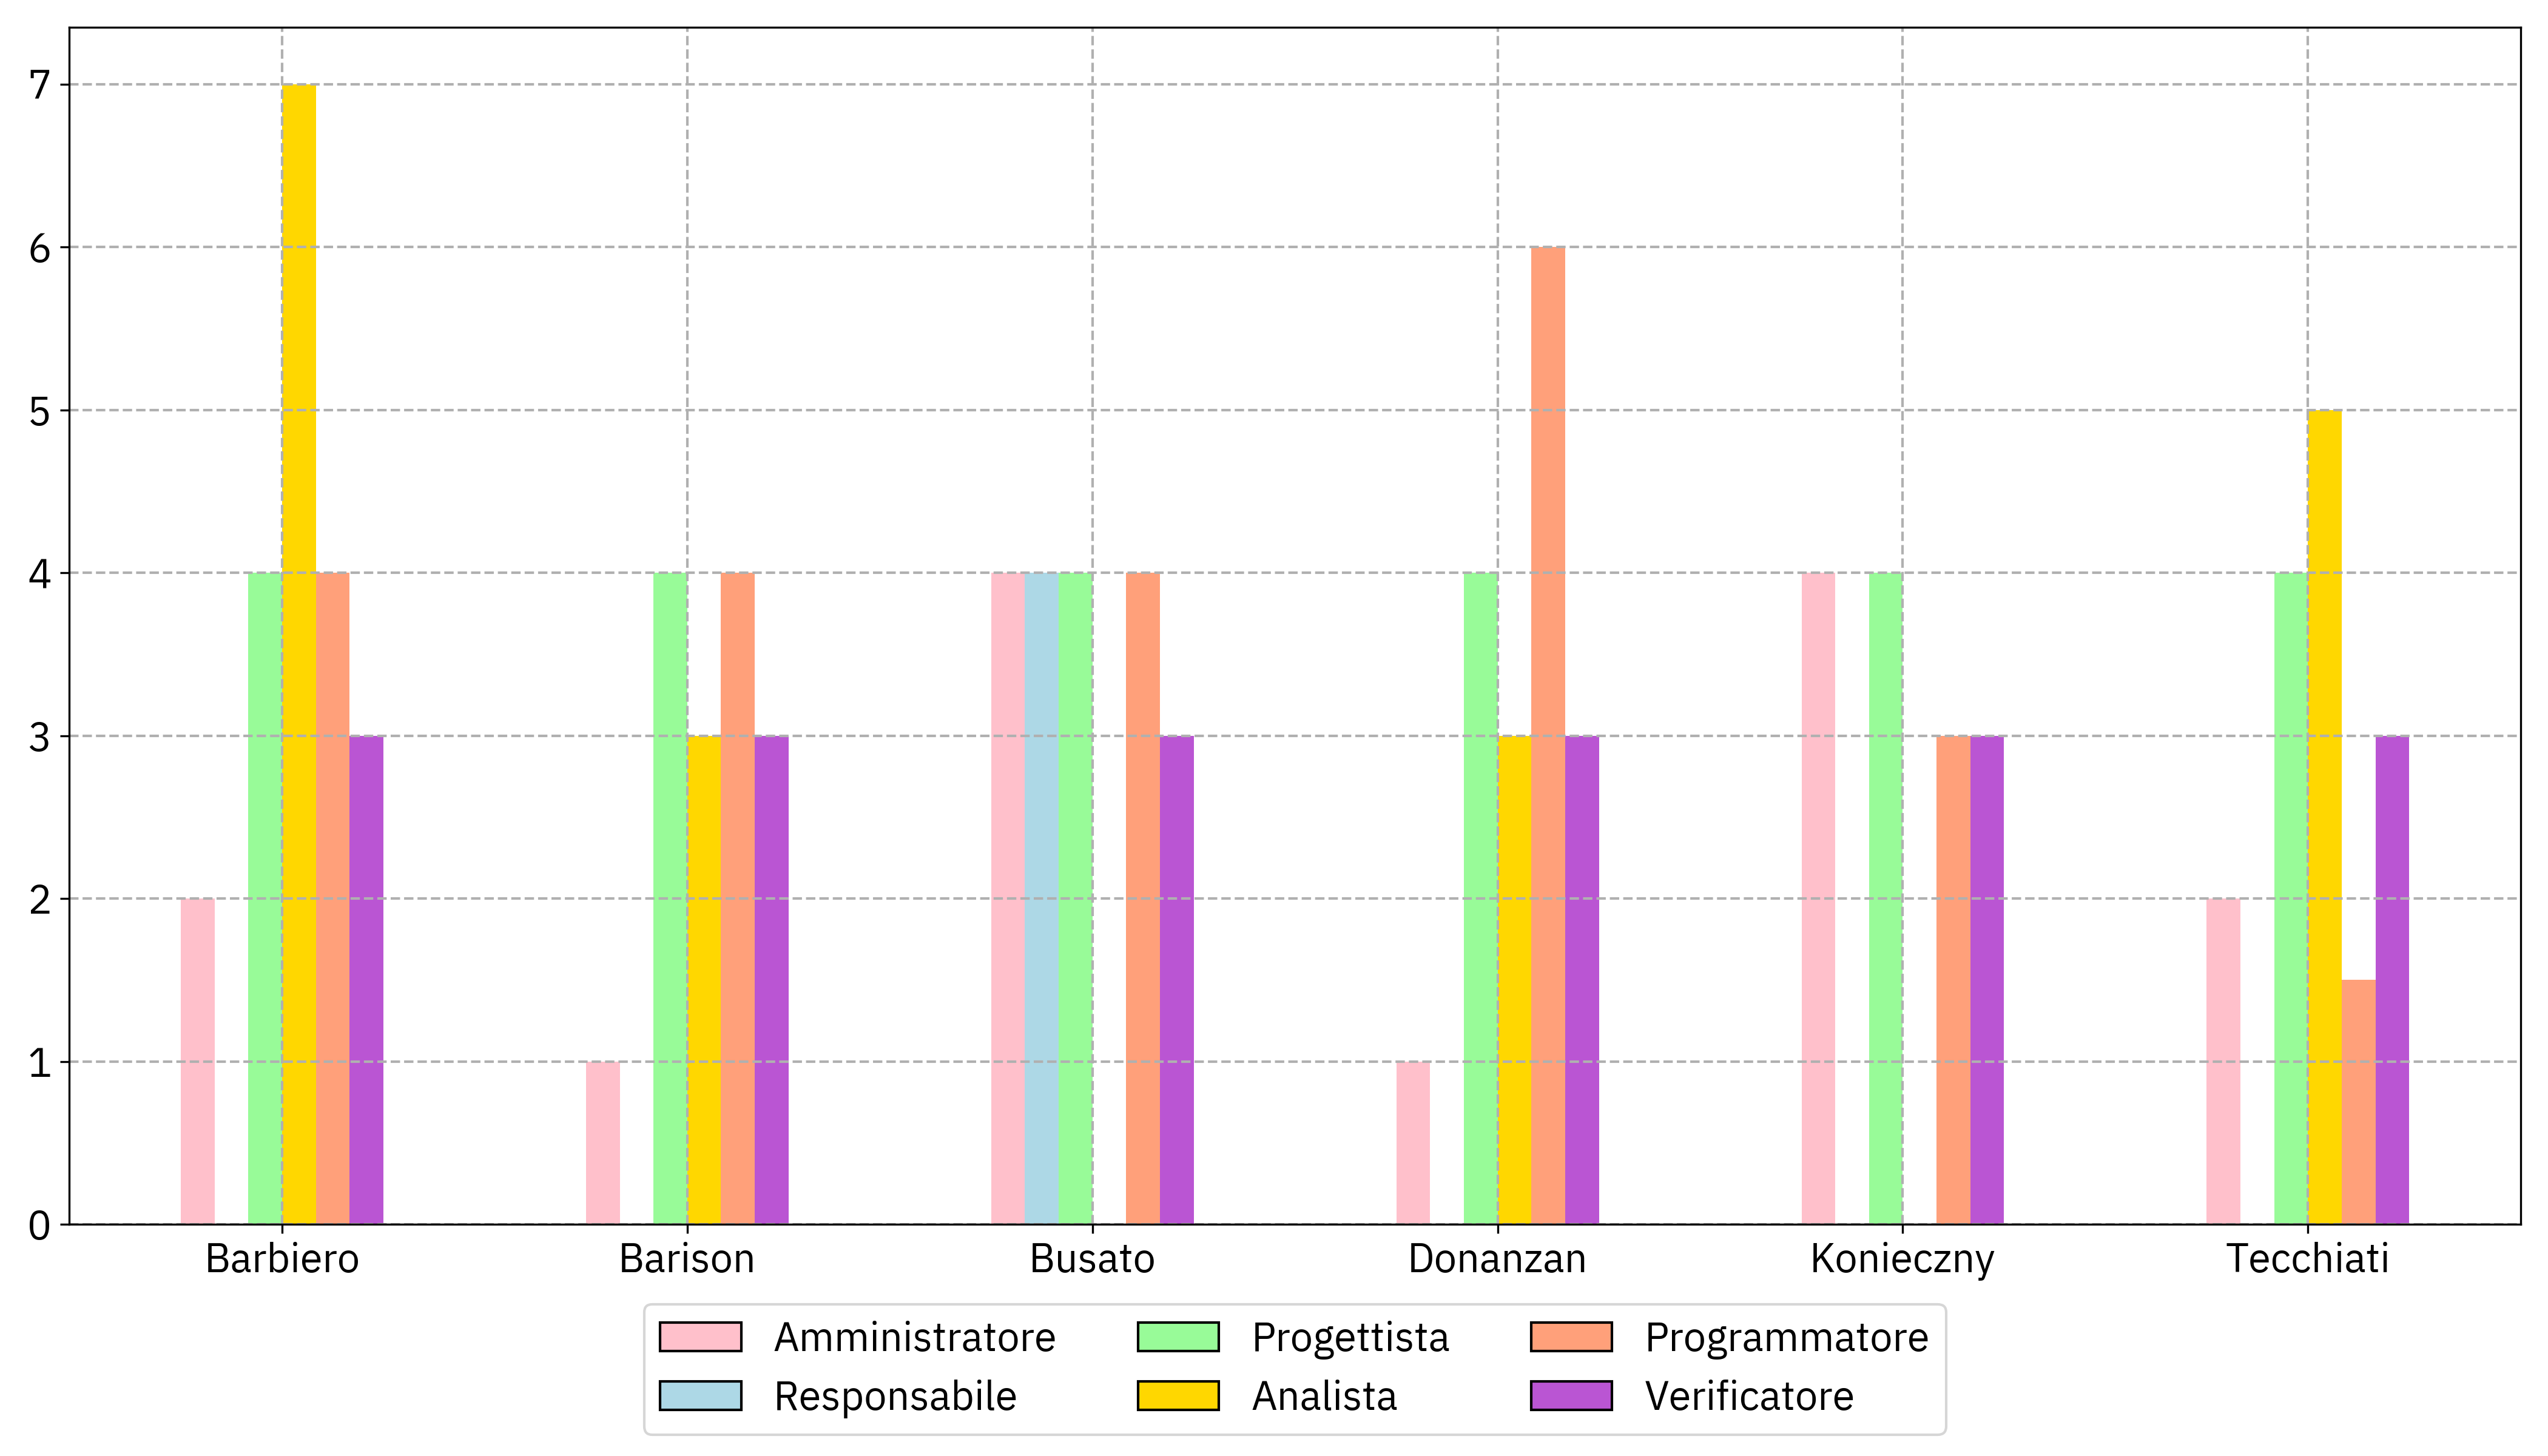 7
6
5
4
3
2
1
0
Barbiero Barison Busato Donanzan Konieczny Tecchiati
Amministratore Progettista Programmatore
Responsabile Analista Verificatore